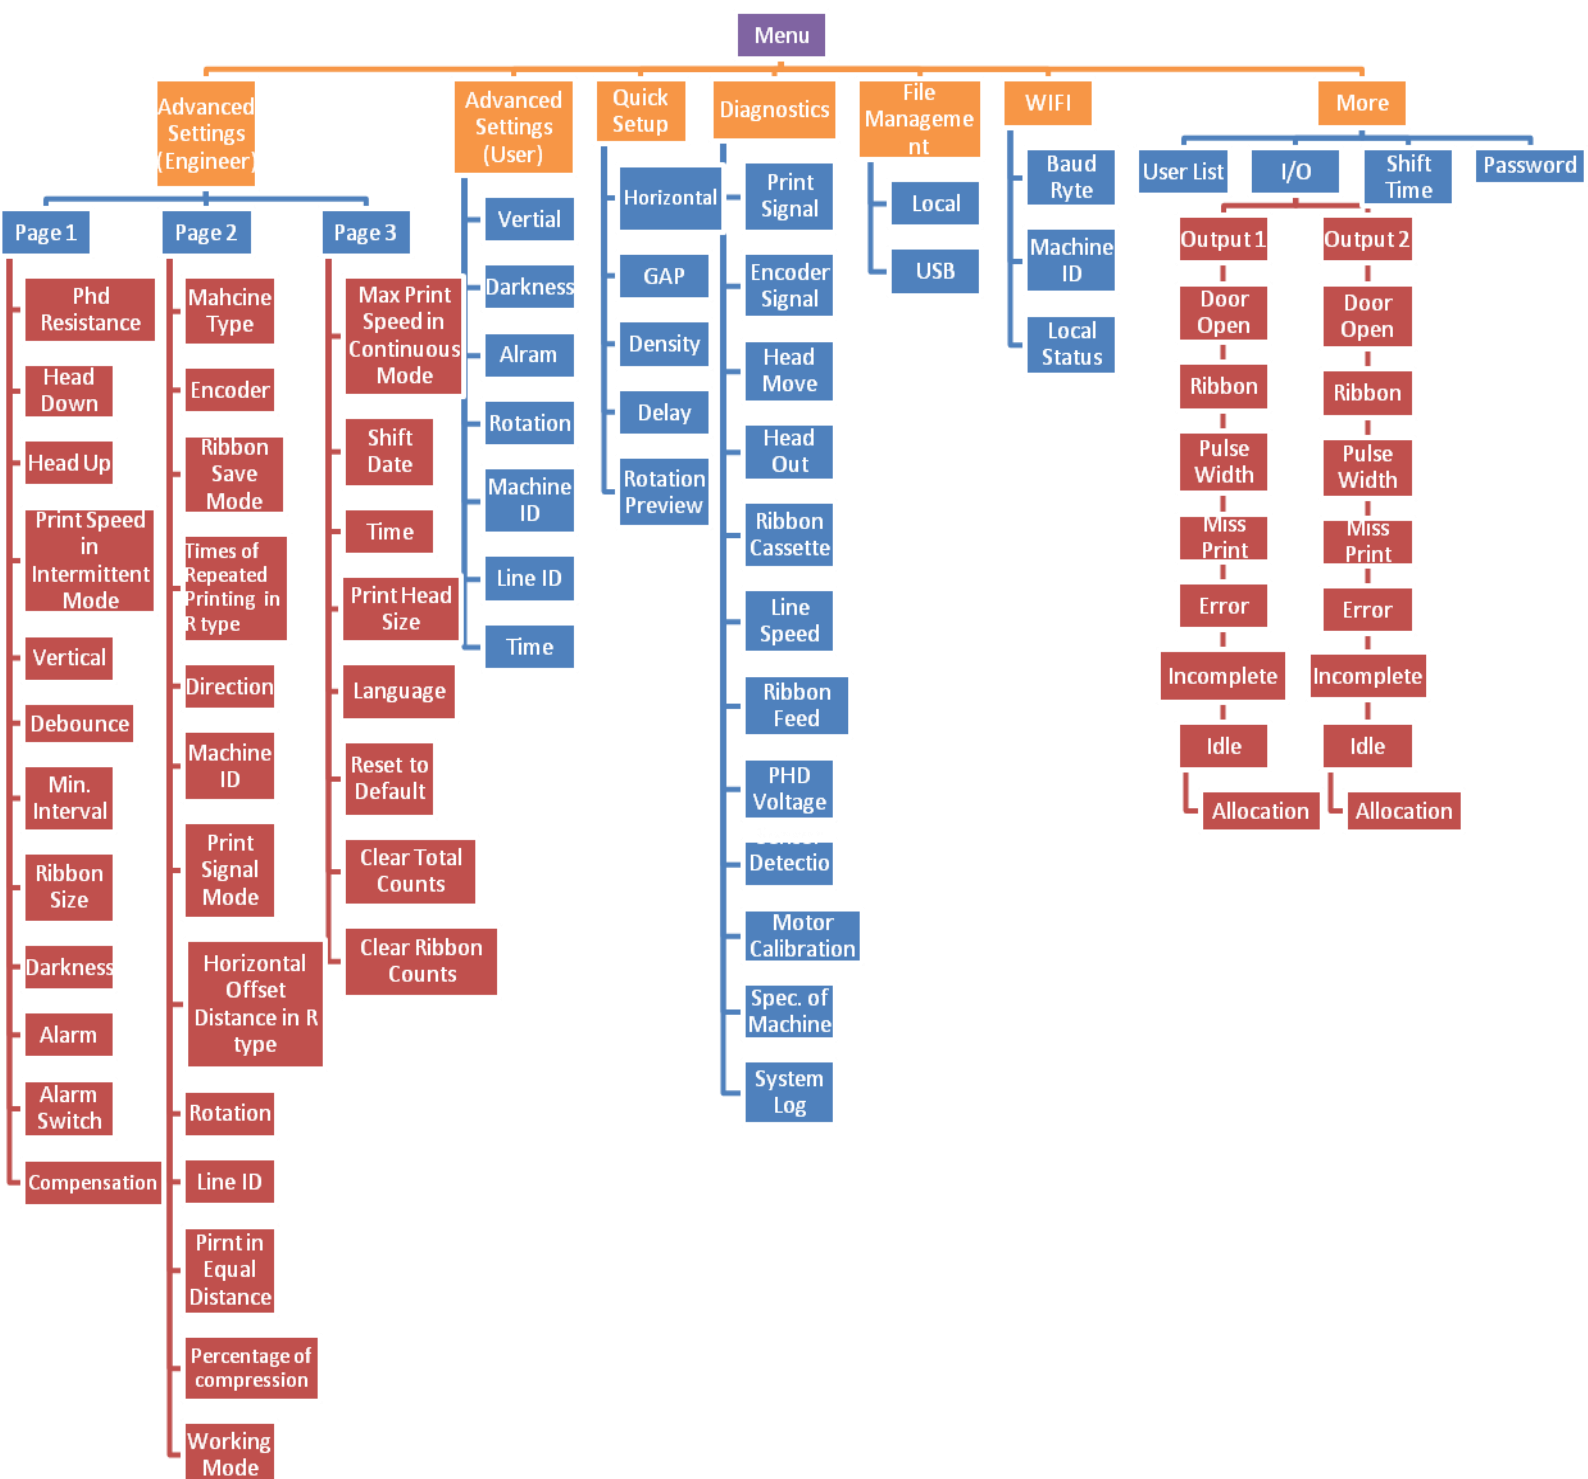 Menu
Advanced
Settings
(Engineer)
Page 1
Phd
Resistance
Head
Down
Head Up
Print Speed
in
Intermittent
Mode
Vertical
Debounce
Min.
Interval
Ribbon
Size
Darkness
Alarm
Alarm
Switch
Compensation
Page 2
Mahcine
Type
Encoder
Ribbon
Save
Mode
Times of
Repeated
Printing in
R type
Direction
Machine
ID
Print
Signal
Mode
Horizontal
Offset
Distance in R
type
Rotation
Line ID
Pirnt in
Equal
Distance
Percentage of
compression
Working
Mode
Page 3
Max Print
Speed in
Continuous
Mode
Shift
Date
Time
Print Head
Size
Language
Reset to
Default
Clear Total
Counts
Clear Ribbon
Counts
Advanced
Settings
(User)
Vertial
Darkness
Alram
Rotation
Machine
ID
Line ID
Time
Quick
Setup
Horizontal
GAP
Density
Delay
Rotation
Preview
Diagnostics
Print
Signal
Encoder
Signal
Head
Move
Head
Out
Ribbon
Cassette
Line
Speed
Ribbon
Feed
PHD
Voltage
Detectio
Motor
Calibration
Spec. of
Machine
System
Log
File
Manageme
nt
Local
USB
WIFI
Baud
Ryte
Machine
ID
Local
Status
More
User List
I/O
Shift
Time
Password
Output 1
Door
Open
Ribbon
Pulse
Width
Miss
Print
Error
Incomplete
Idle
Allocation
Output 2
Door
Open
Ribbon
Pulse
Width
Miss
Print
Error
Incomplete
Idle
Allocation